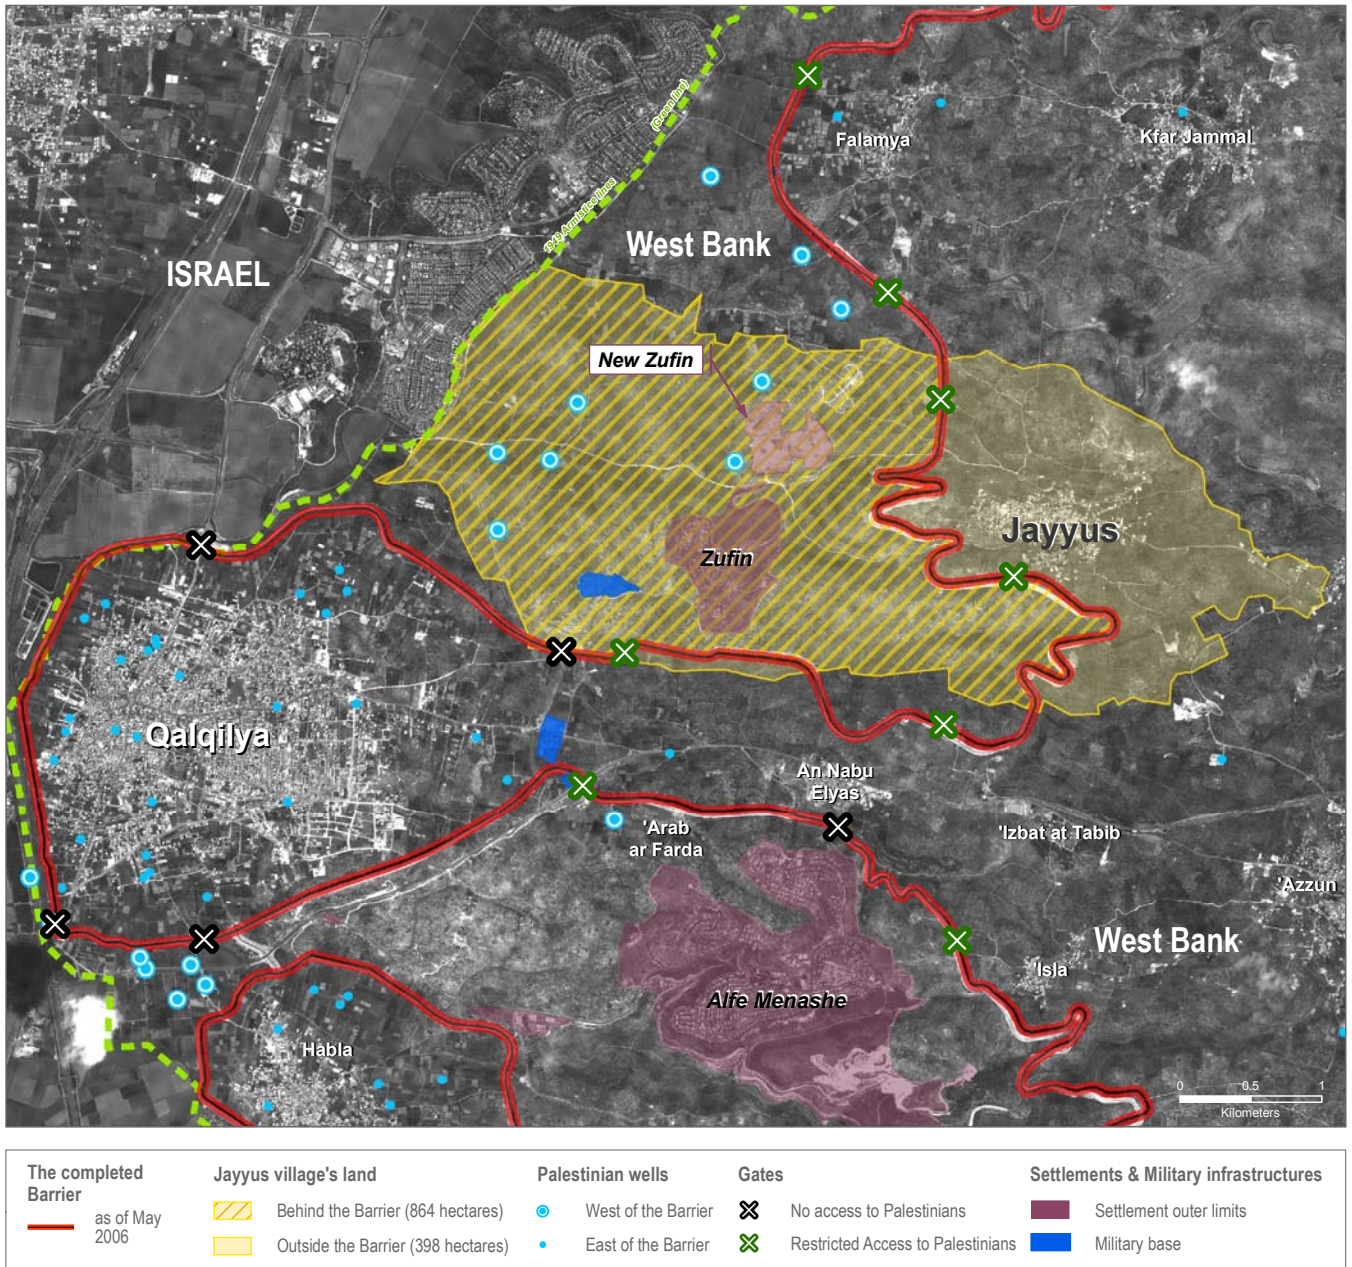 (Green line)
1949 Armistice lines
Falamya
Kfar Jammal
West Bank
ISRAEL
New Zufin
Jayyus
Zufin
Qalqilya
An Nabu
Elyas
'Arab
ar Farda
'Izbat at Tabib
'Azzun
West Bank
'Isla
Alfe Menashe
Habla
0 0.5 1
Kilometers
The completed
Barrier
as of May
2006
Jayyus village's land
Behind the Barrier (864 hectares)
Outside the Barrier (398 hectares)
Palestinian wells
West of the Barrier
East of the Barrier
Gates
No access to Palestinians
Restricted Access to Palestinians
Settlements & Military infrastructures
Settlement outer limits
Military base